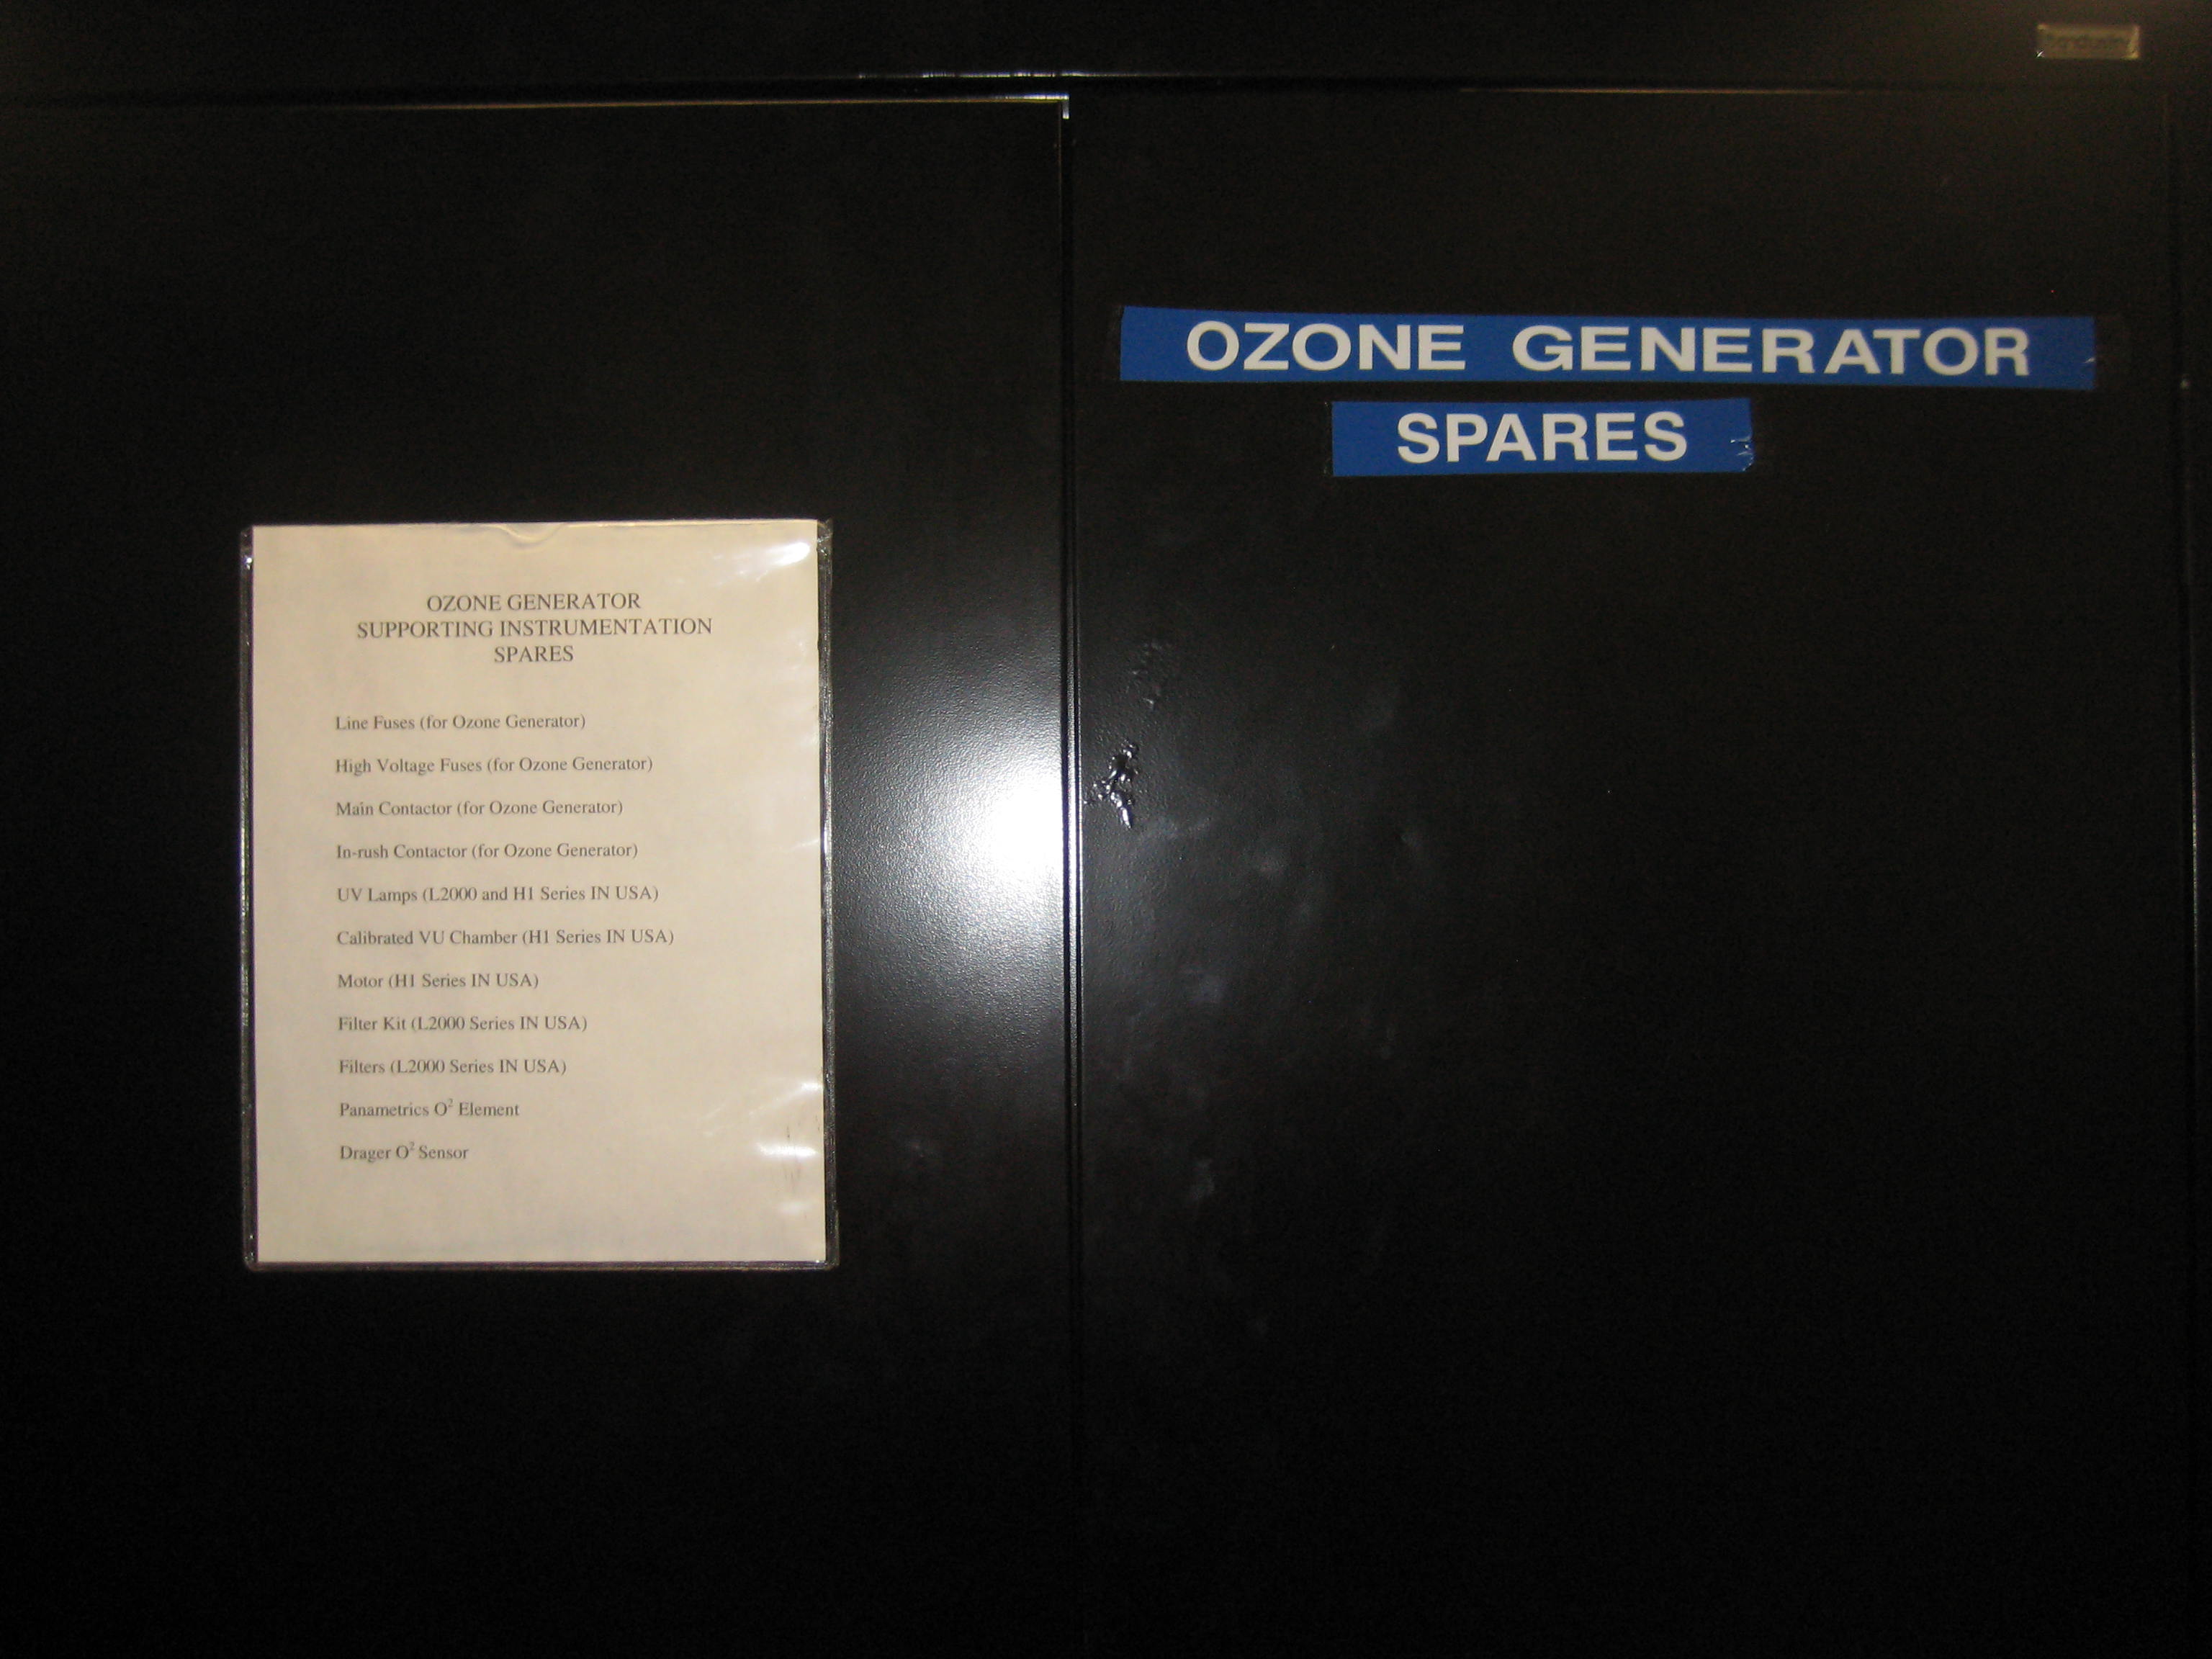 OZONE GENERATOR
SPARES
OZONE GENERATOR
SUPPORTING INSTRUMENTATION
SPARES
Line Fuses (for Ozone Generator)
High Voltage Fuses (for Ozone Generator)
Main Contactor (for Ozone Generator)
In-rush Contactor (for Ozone Generator)
UV Lamps (L2000 and H1 Series IN USA)
Calibrated VU Chamber (H1 Series IN USA)
Motor (H1 Series IN USA)
Filter Kit (L2000 Series IN USA)
Filters (L2000 Series IN USA)
Panametrics O² Element
Drager O² Sensor